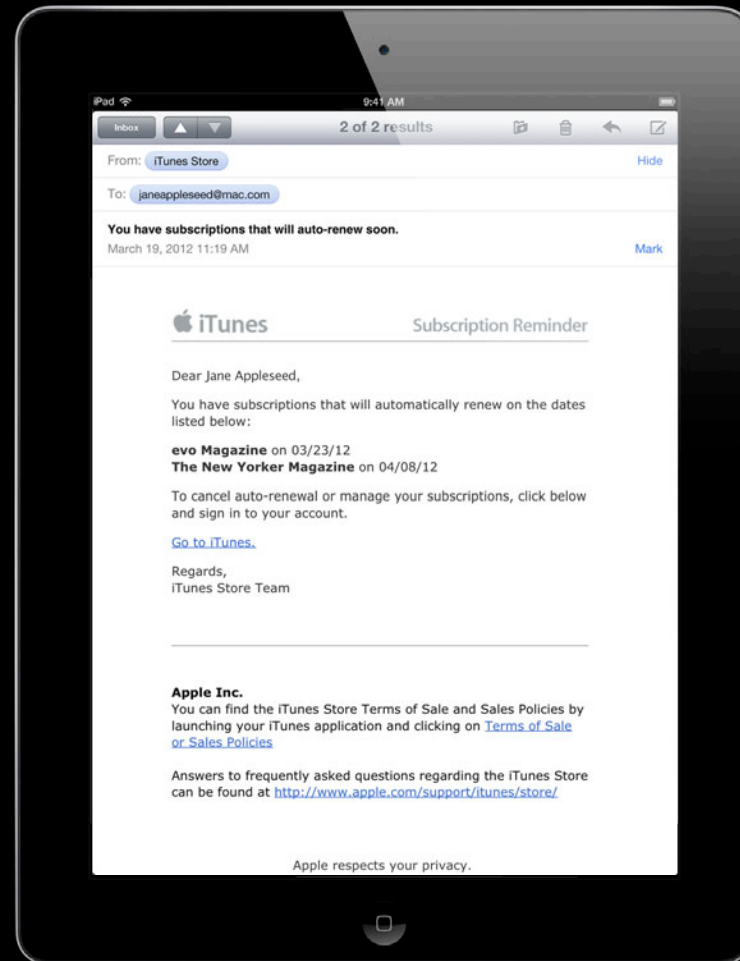 iPad
9:41 AM
Inbox
2 of 2 results
From: iTunes Store
Hide
To: janeappleseed@mac.com
You have subscriptions that will auto-renew soon.
March 19, 2012 11:19 AM
Mark
iTunes
Subscription Reminder
Dear Jane Appleseed,
You have subscriptions that will automatically renew on the dates
listed below:
evo Magazine on 03/23/12
The New Yorker Magazine on 04/08/12
To cancel auto-renewal or manage your subscriptions, click below
and sign in to your account.
Go to iTunes.
Regards,
iTunes Store Team
Apple Inc.
You can find the iTunes Store Terms of Sale and Sales Policies by
launching your iTunes application and clicking on Terms of Sale
or Sales Policies
Answers to frequently asked questions regarding the iTunes Store
can be found at http://www.apple.com/support/itunes/store/
Apple respects your privacy.